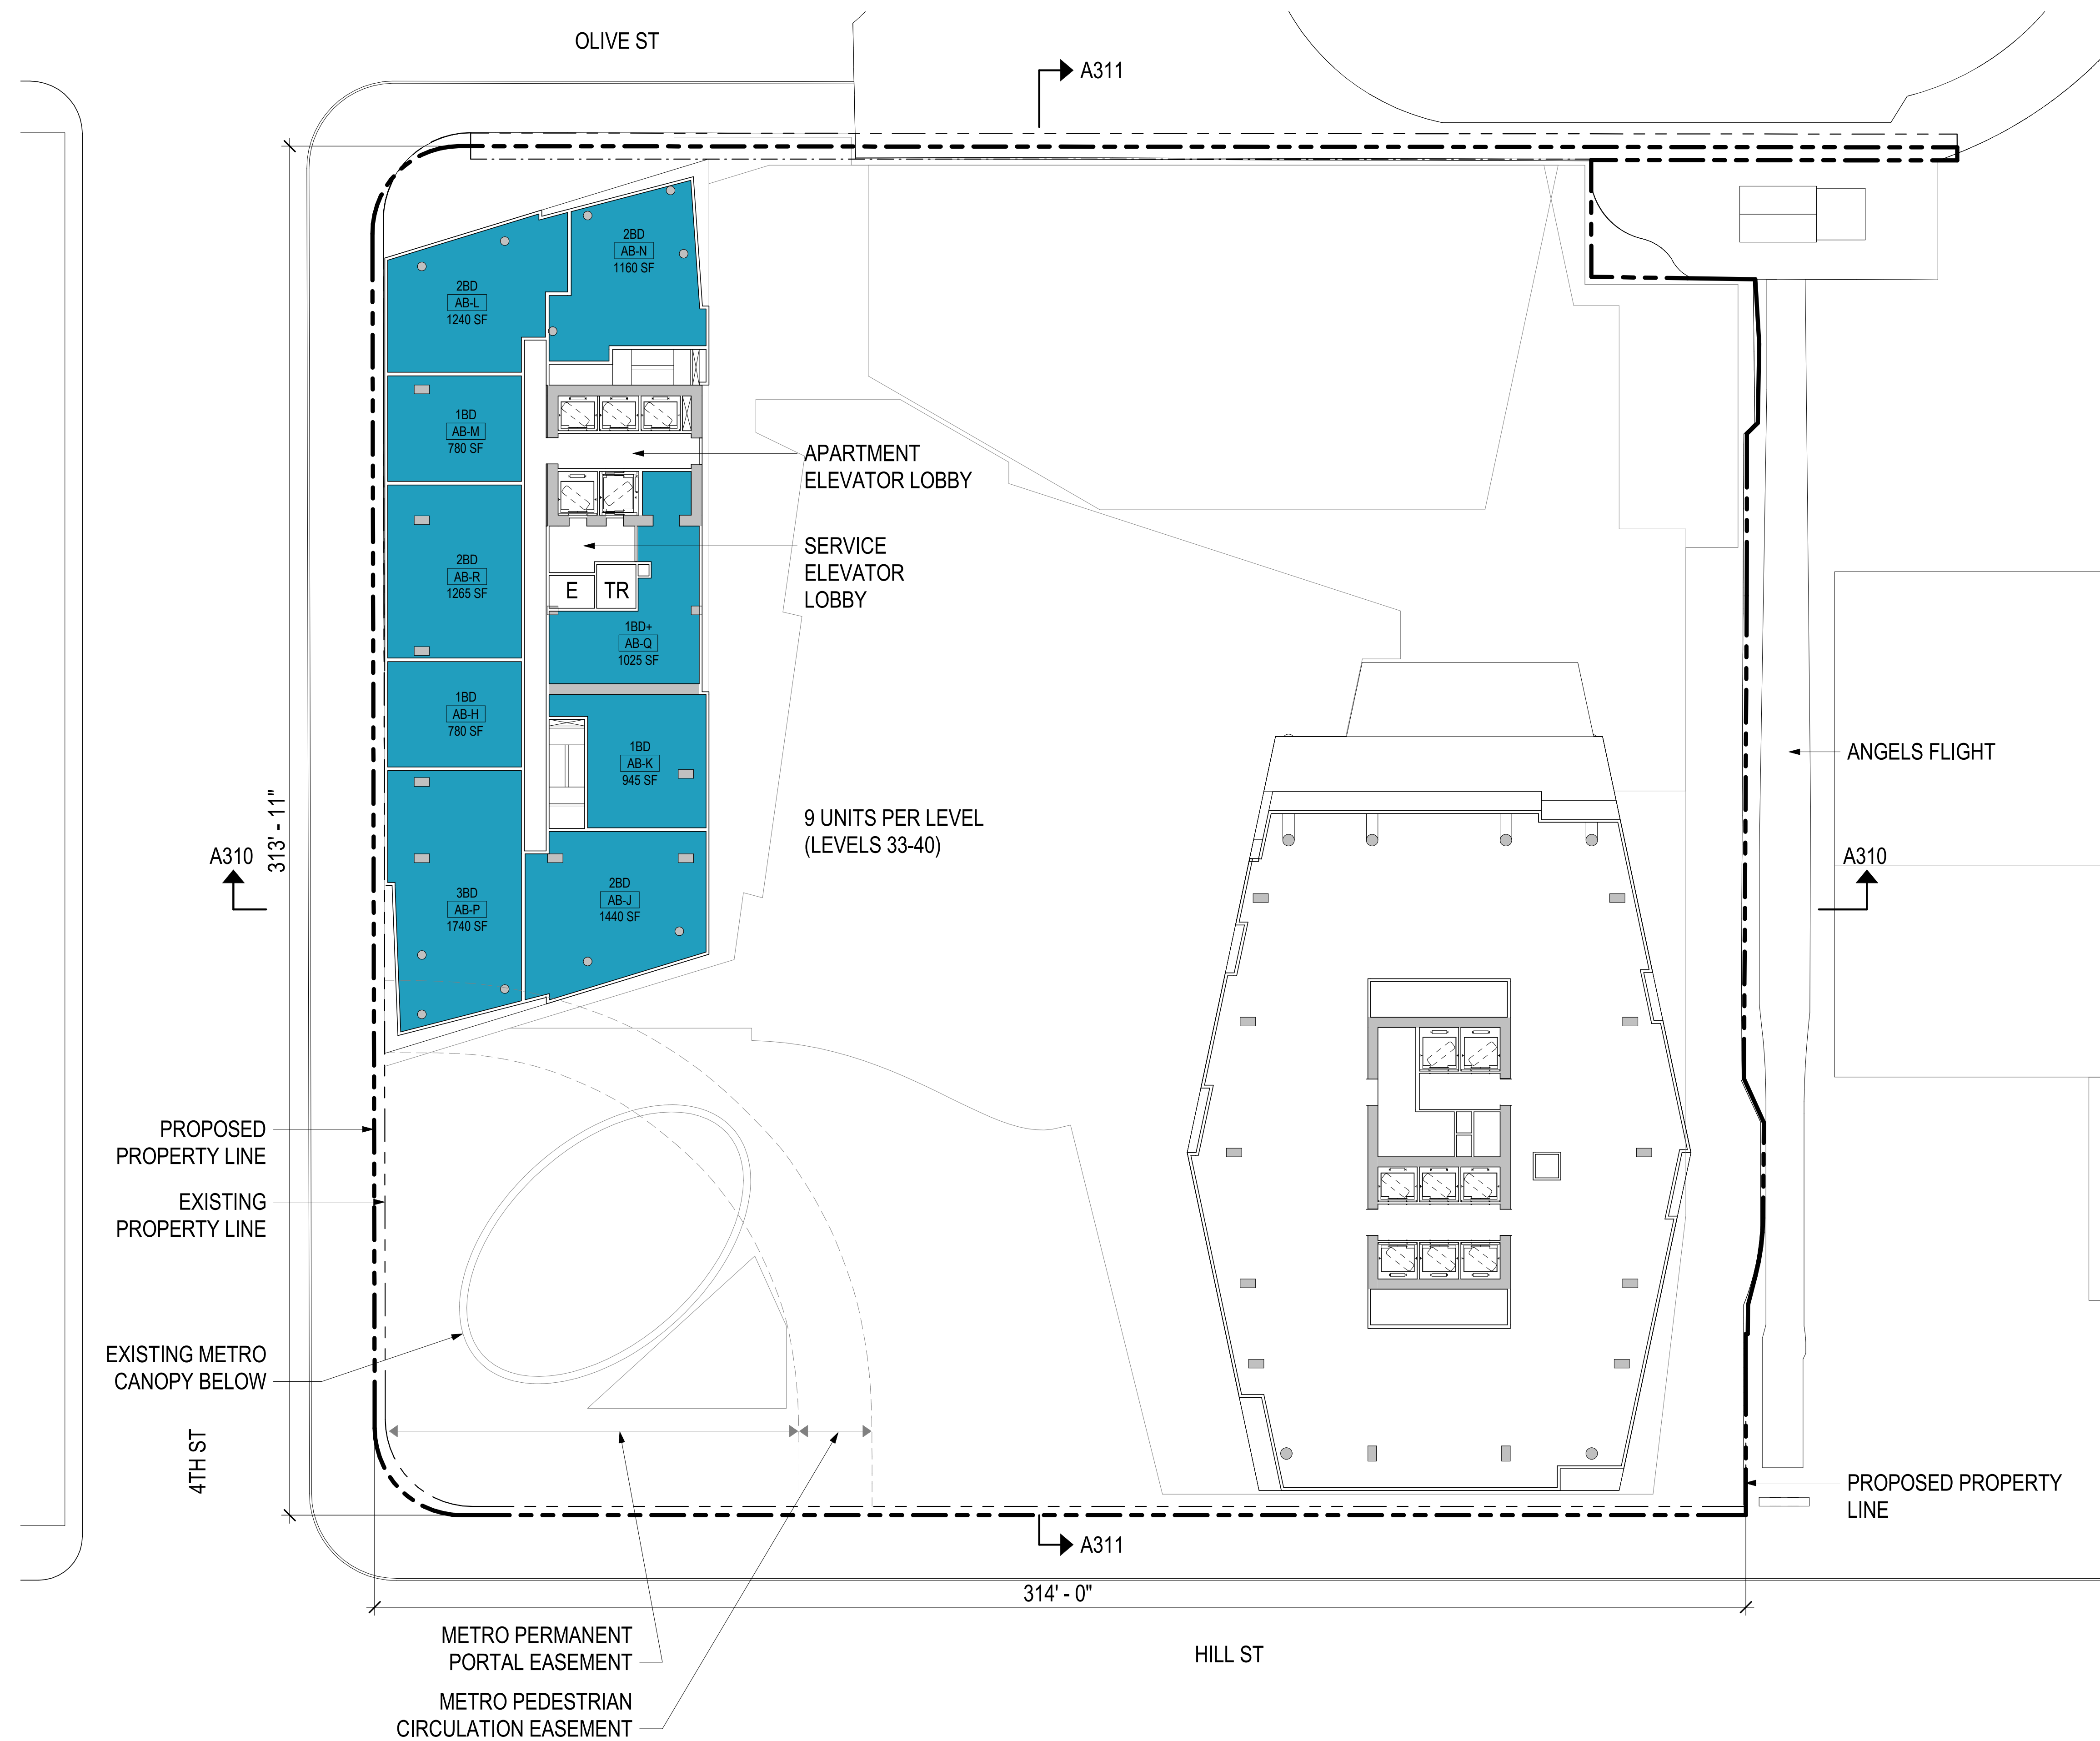 OLIVE ST
A311
2BD
AB-N
1160 SF
2BD
AB-L
1240 SF
1BD
AB-M
780 SF
APARTMENT
ELEVATOR LOBBY
SERVICE
ELEVATOR
LOBBY
2BD
AB-R
1265 SF
E
TR
1BD+
AB-Q
1025 SF
1BD
AB-H
780 SF
1BD
AB-K
945 SF
ANGELS FLIGHT
9 UNITS PER LEVEL
(LEVELS 33-40)
313' - 11"
A310
A310
3BD
AB-P
1740 SF
2BD
AB-J
1440 SF
PROPOSED
PROPERTY LINE
EXISTING
PROPERTY LINE
EXISTING METRO
CANOPY BELOW
4TH ST
PROPOSED PROPERTY
LINE
A311
314' - 0"
METRO PERMANENT
PORTAL EASEMENT
HILL ST
METRO PEDESTRIAN
CIRCULATION EASEMENT